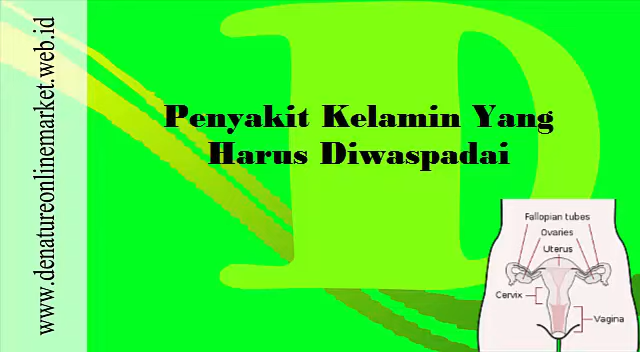 www.denatureonlinemarket.web.id
Penyakit Kelamin Yang
Harus Diwaspadai
Fallopian tubes
Ovaries
Uterus
Cervix
Vagina